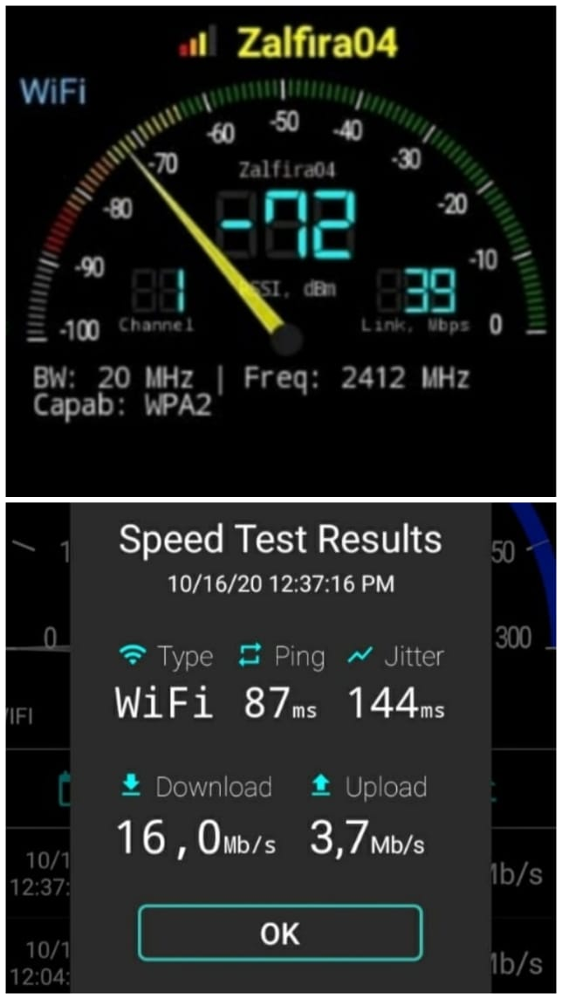 Zalfira04
WiFi
-50
-60
-40
-70
-30
Zalfira04
-80
-72
-20
-90
RSSI, dBm
-10
1
39
-100
Channel
Link, Mbps
0
BW: 20 MHz | Freq: 2412 MHz
Capab: WPA2
Speed Test Results
10/16/20 12:37:16 PM
1
50
0
300
Type Ping Jitter
WiFi 87ms 144ms
/IFI
Download Upload
16,0Mb/s 3,7Mb/s
10/1
12:37:
Mb/s
OK
10/1
12:04:
Mb/s